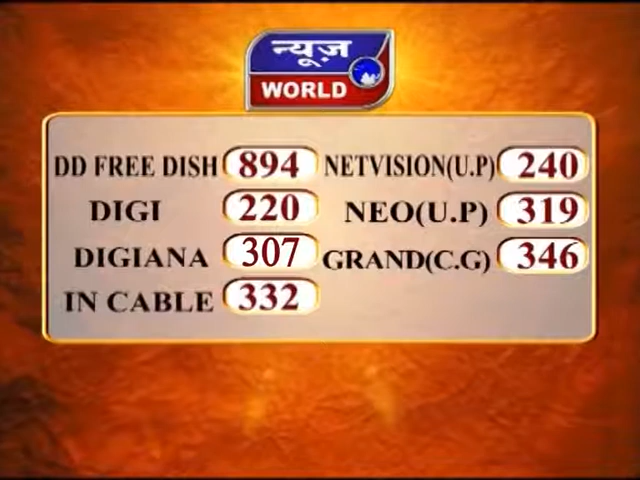 न्यूज़
WORLD
DD FREE DISH 894 NETVISION(U.P) 240
DIGI 220 NEO(U.P) 319
DIGIANA 307 GRAND(C.G) 346
IN CABLE 332